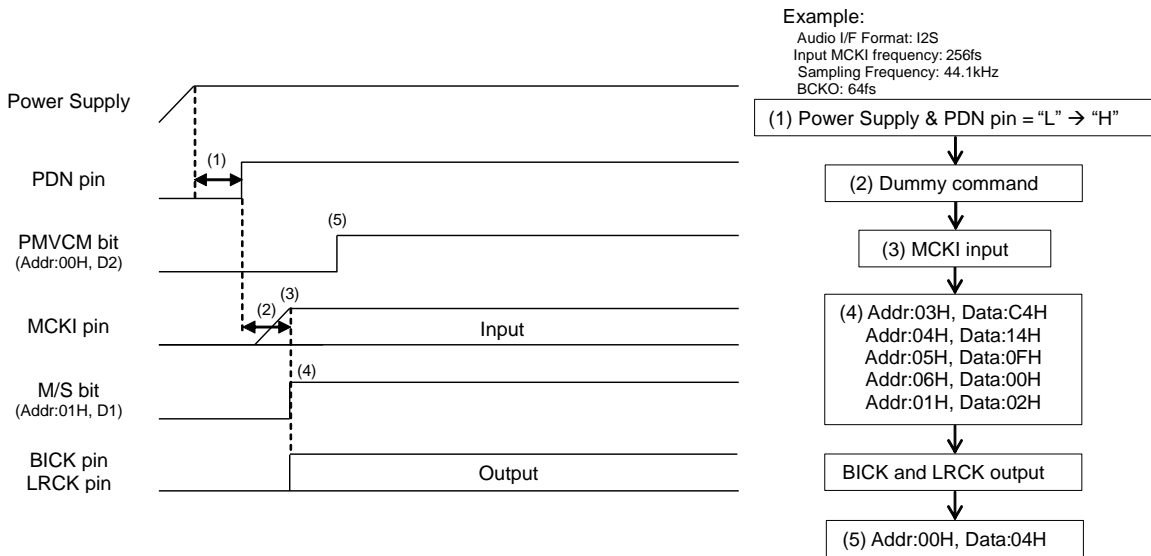 Example:
Audio I/F Format: I2S
Input MCKI frequency: 256fs
Sampling Frequency: 44.1kHz
BCKO: 64fs
Power Supply
(1)
PDN pin
(5)
PMVCM bit
(Addr:00H, D2)
(2)
(3)
MCKI pin
Input
(4)
M/S bit
(Addr:01H, D1)
BICK pin
LRCK pin
Output
(1) Power Supply & PDN pin = “L” → “H”
(2) Dummy command
(3) MCKI input
(4) Addr:03H, Data:C4H
Addr:04H, Data:14H
Addr:05H, Data:0FH
Addr:06H, Data:00H
Addr:01H, Data:02H
BICK and LRCK output
(5) Addr:00H, Data:04H